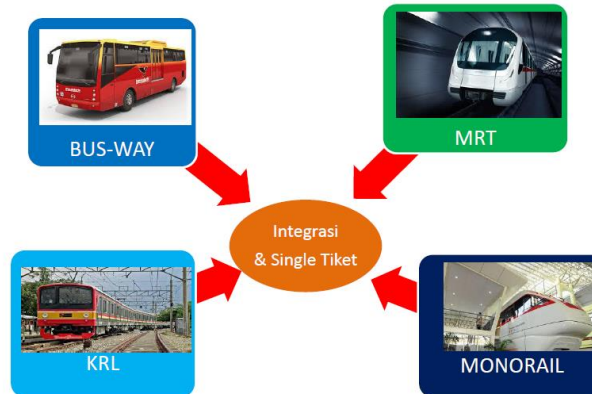 BUS-WAY
MRT
Integrasi
& Single Tiket
KRL
MONORAIL